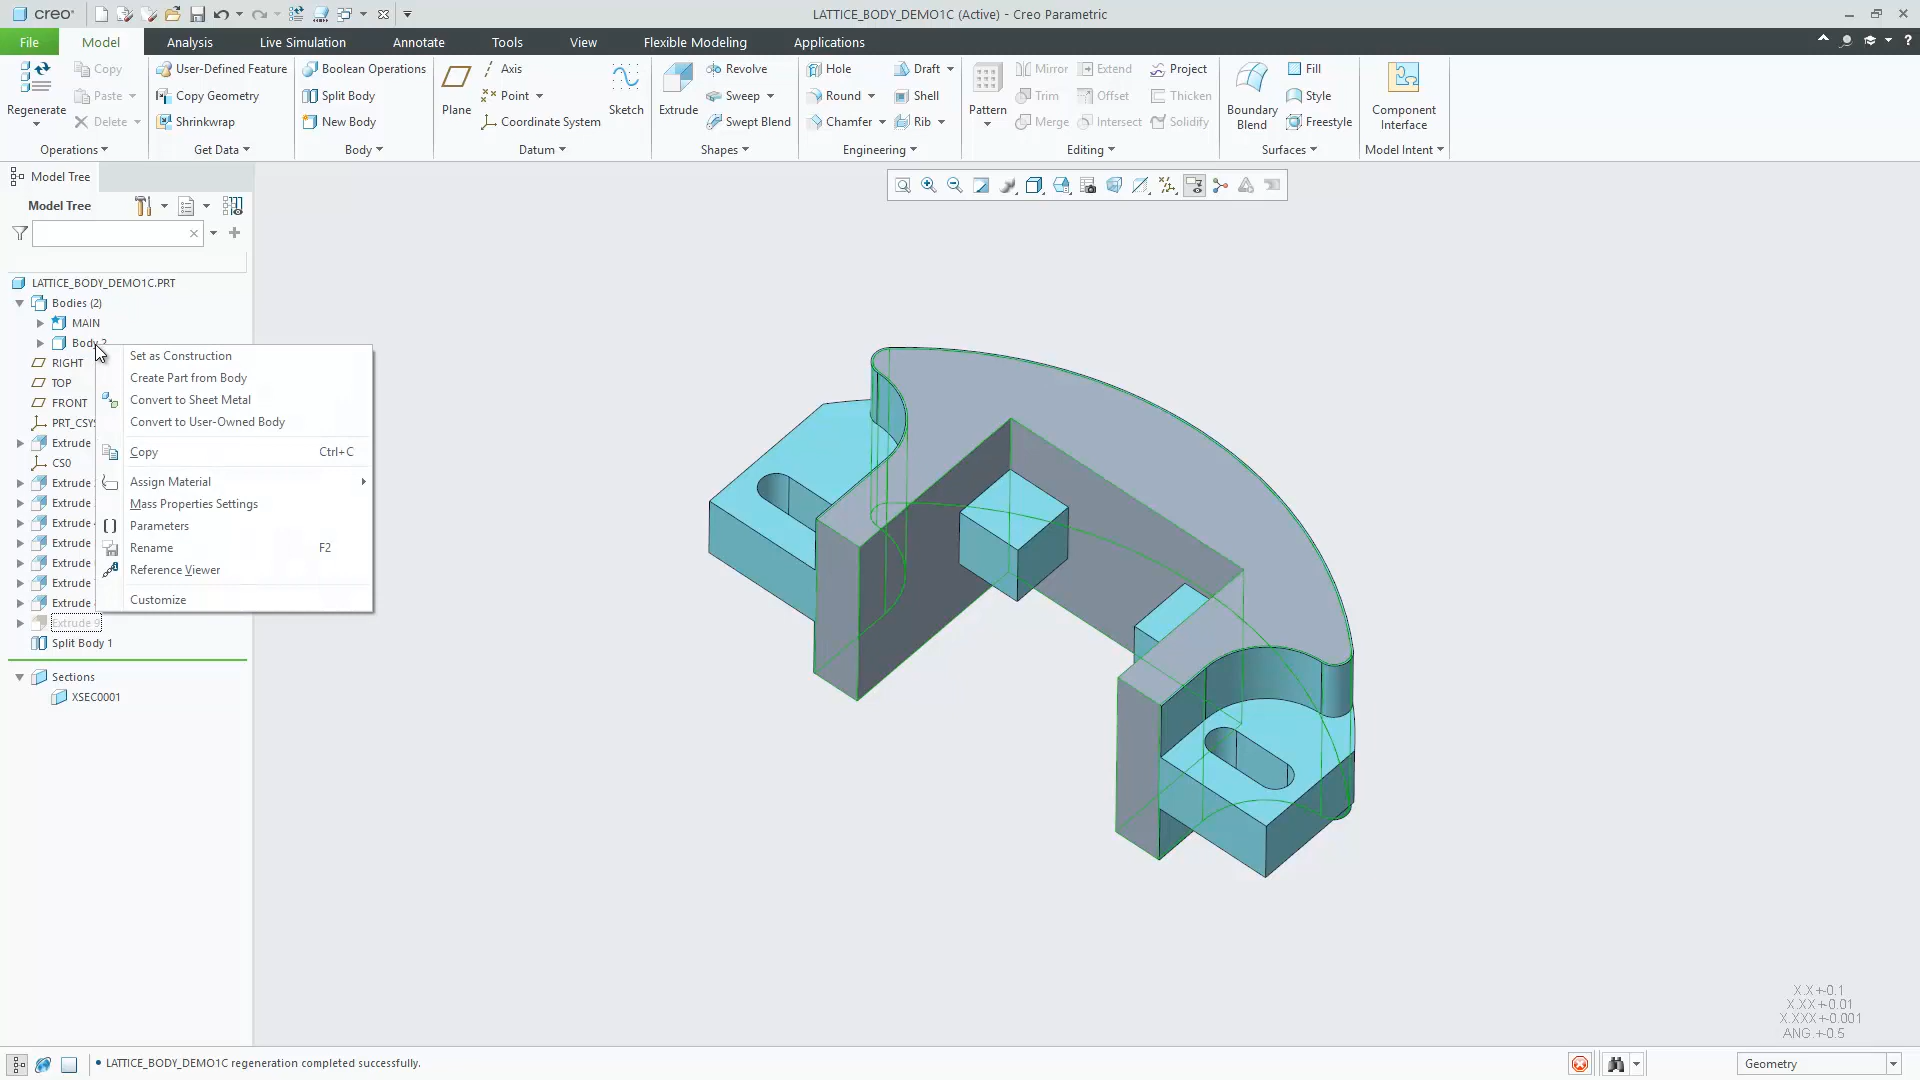 creo
LATTICE_BODY_DEMO1C (Active) - Creo Parametric
File Model Analysis Live Simulation Annotate Tools View Flexible Modeling Applications
Regenerate
Copy
Paste
Delete
Operations
User-Defined Feature
Copy Geometry
Shrinkwrap
Get Data
Boolean Operations
Split Body
New Body
Body
Plane
Axis
Point
Coordinate System
Sketch
Datum
Extrude
Revolve
Sweep
Swept Blend
Shapes
Hole
Round
Chamfer
Draft
Shell
Rib
Engineering
Pattern
Mirror
Trim
Merge
Extend
Offset
Intersect
Project
Thicken
Solidify
Editing
Boundary
Blend
Fill
Style
Freestyle
Surfaces
Component
Interface
Model Intent
Model Tree
Model Tree
LATTICE_BODY_DEMO1C.PRT
Bodies (2)
MAIN
Body 2
RIGHT
TOP
FRONT
PRT_CSYS
Extrude
CS0
Extrude
Extrude
Extrude
Extrude
Extrude
Extrude
Extrude
Extrude 9
Split Body 1
Sections
XSEC0001
Set as Construction
Create Part from Body
Convert to Sheet Metal
Convert to User-Owned Body
Copy Ctrl+C
Assign Material
Mass Properties Settings
Parameters
Rename F2
Reference Viewer
Customize
X.X+-0.1
X.XX+-0.01
X.XXX+-0.001
ANG.+-0.5
• LATTICE_BODY_DEMO1C regeneration completed successfully.
Geometry